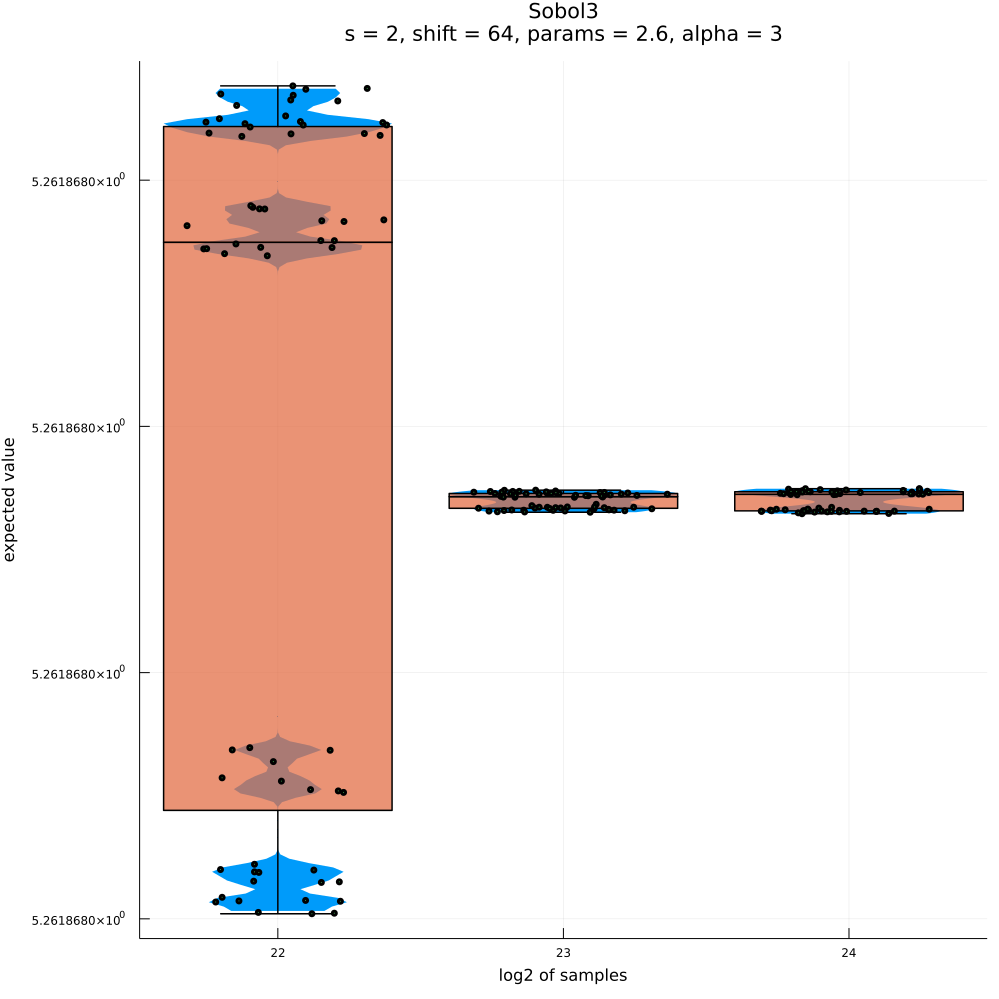 Sobol3
s = 2, shift = 64, params = 2.6, alpha = 3
5.2618680×10⁰
5.2618680×10⁰
5.2618680×10⁰
5.2618680×10⁰
expected value
22
23
24
log2 of samples